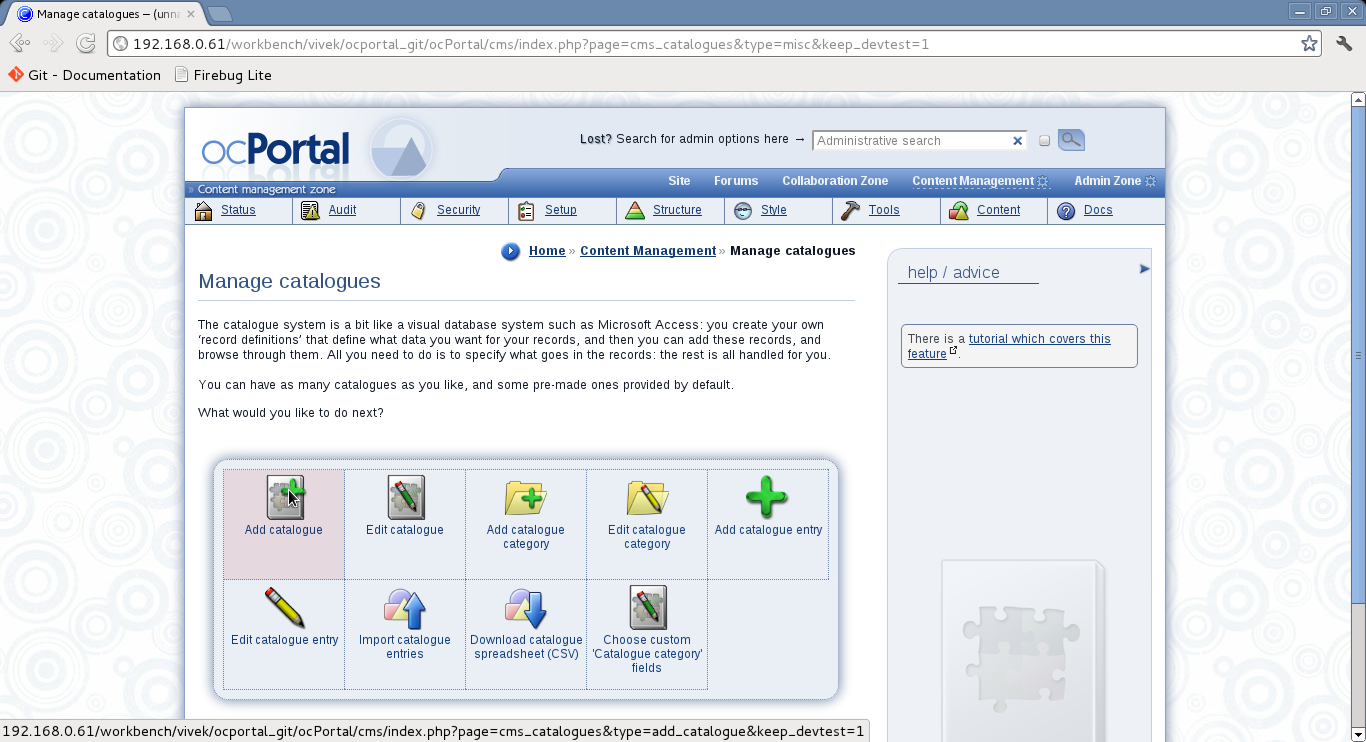 Manage catalogues – (unna
192.168.0.61/workbench/vivek/ocportal_git/ocPortal/cms/index.php?page=cms_catalogues&type=misc&keep_devtest=1
Git - Documentation
Firebug Lite
ocPortal
Lost? Search for admin options here →
Administrative search
» Content management zone
Site
Forums
Collaboration Zone
Content Management
Admin Zone
Status
Audit
Security
Setup
Structure
Style
Tools
Content
Docs
Home » Content Management » Manage catalogues
Manage catalogues
The catalogue system is a bit like a visual database system such as Microsoft Access: you create your own
‘record definitions’ that define what data you want for your records, and then you can add these records, and
browse through them. All you need to do is to specify what goes in the records: the rest is all handled for you.
You can have as many catalogues as you like, and some pre-made ones provided by default.
What would you like to do next?
Add catalogue
Edit catalogue
Add catalogue
category
Edit catalogue
category
Add catalogue entry
Edit catalogue entry
Import catalogue
entries
Download catalogue
spreadsheet (CSV)
Choose custom
'Catalogue category'
fields
help / advice
There is a tutorial which covers this
feature .
192.168.0.61/workbench/vivek/ocportal_git/ocPortal/cms/index.php?page=cms_catalogues&type=add_catalogue&keep_devtest=1